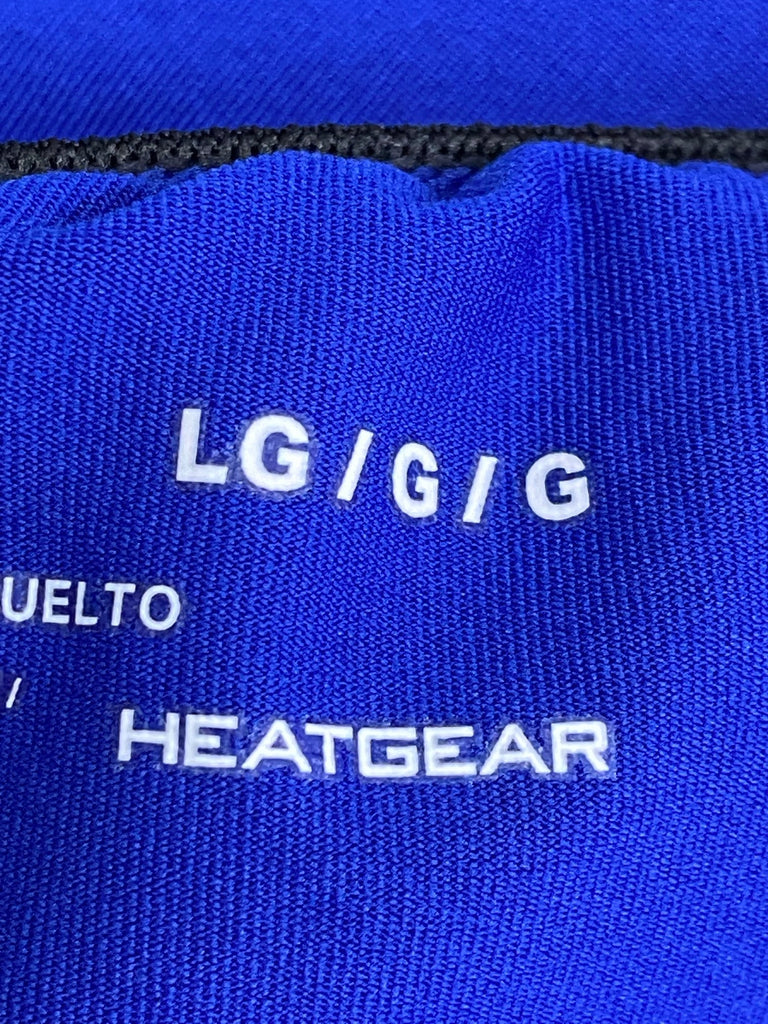 LG / G / G
UELTO
/
HEATGEAR